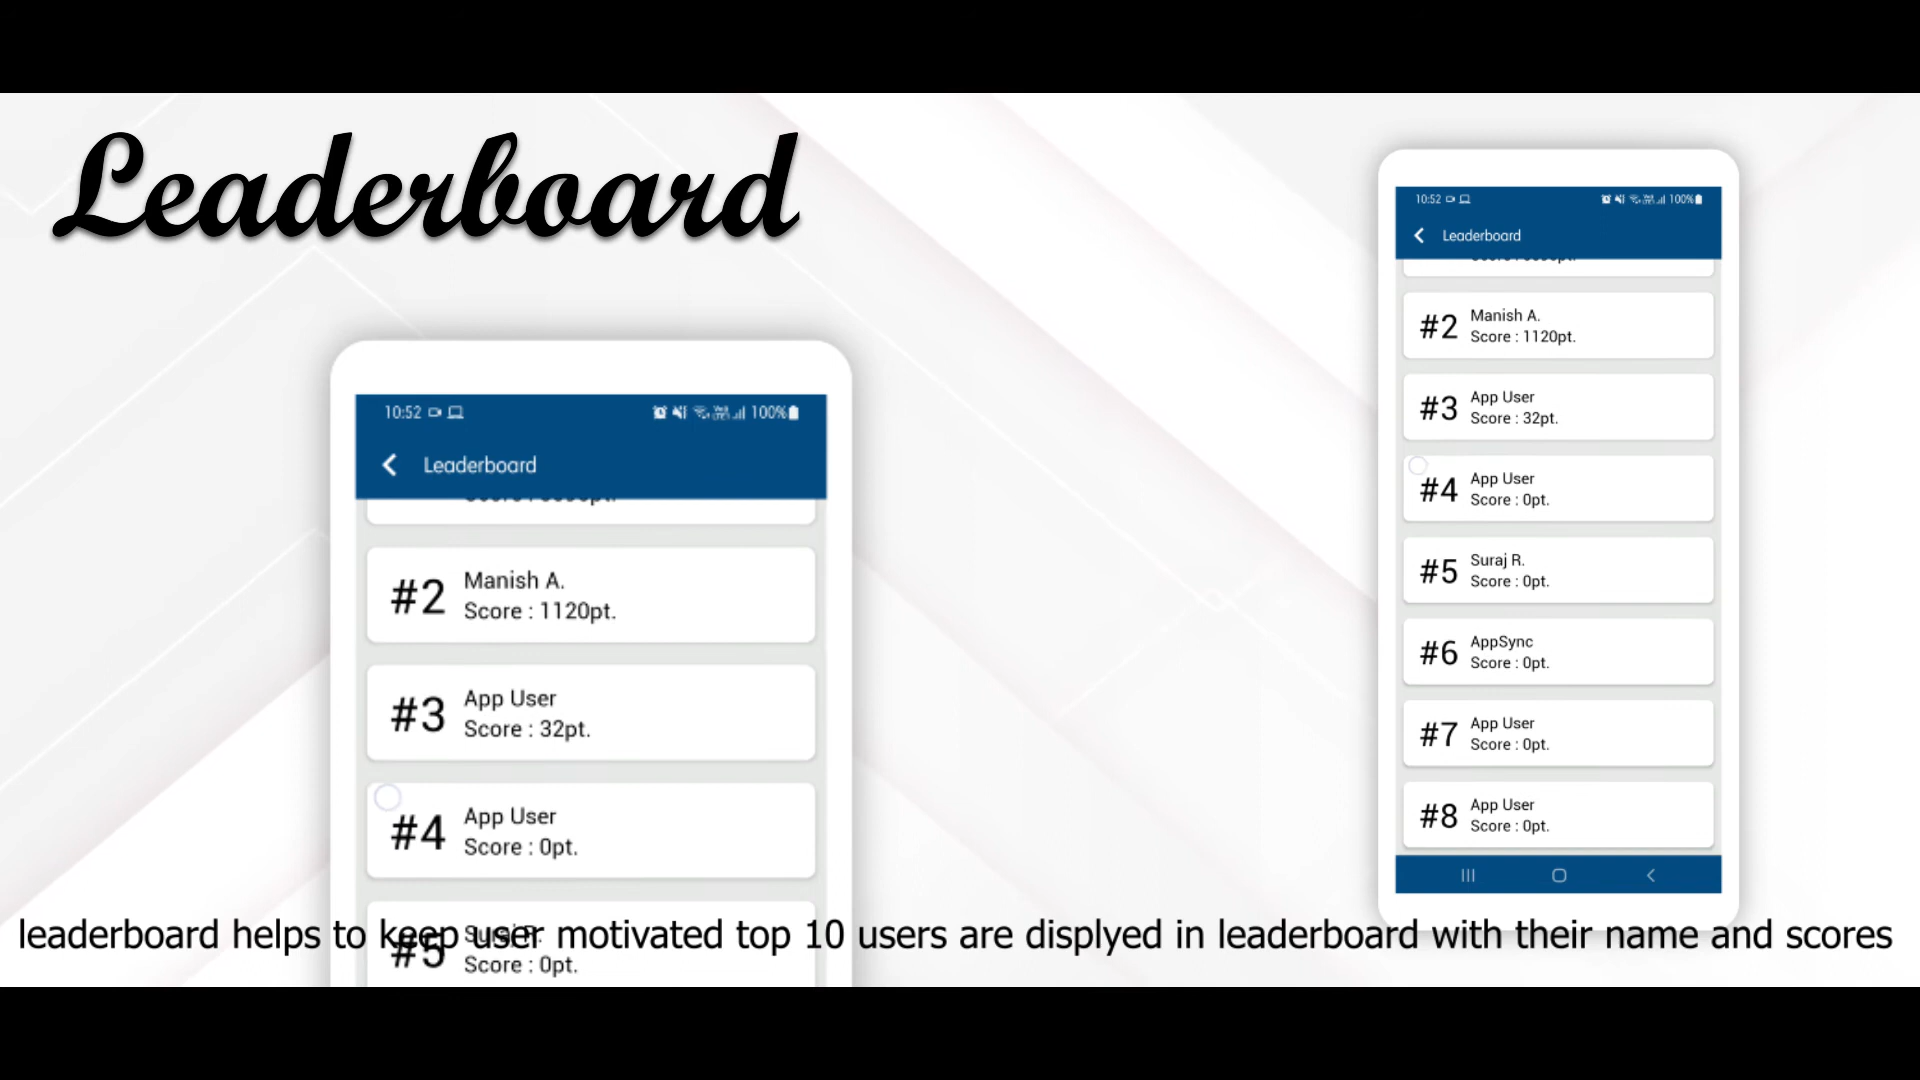 Leaderboard
10:52
100%
Leaderboard
#2
Manish A.
Score : 1120pt.
#3
App User
Score : 32pt.
#4
App User
Score : 0pt.
#5
Suraj R.
Score : 0pt.
10:52
100%
Leaderboard
#2
Manish A.
Score : 1120pt.
#3
App User
Score : 32pt.
#4
App User
Score : 0pt.
#5
Suraj R.
Score : 0pt.
#6
AppSync
Score : 0pt.
#7
App User
Score : 0pt.
#8
App User
Score : 0pt.
leaderboard helps to keep user motivated top 10 users are displyed in leaderboard with their name and scores